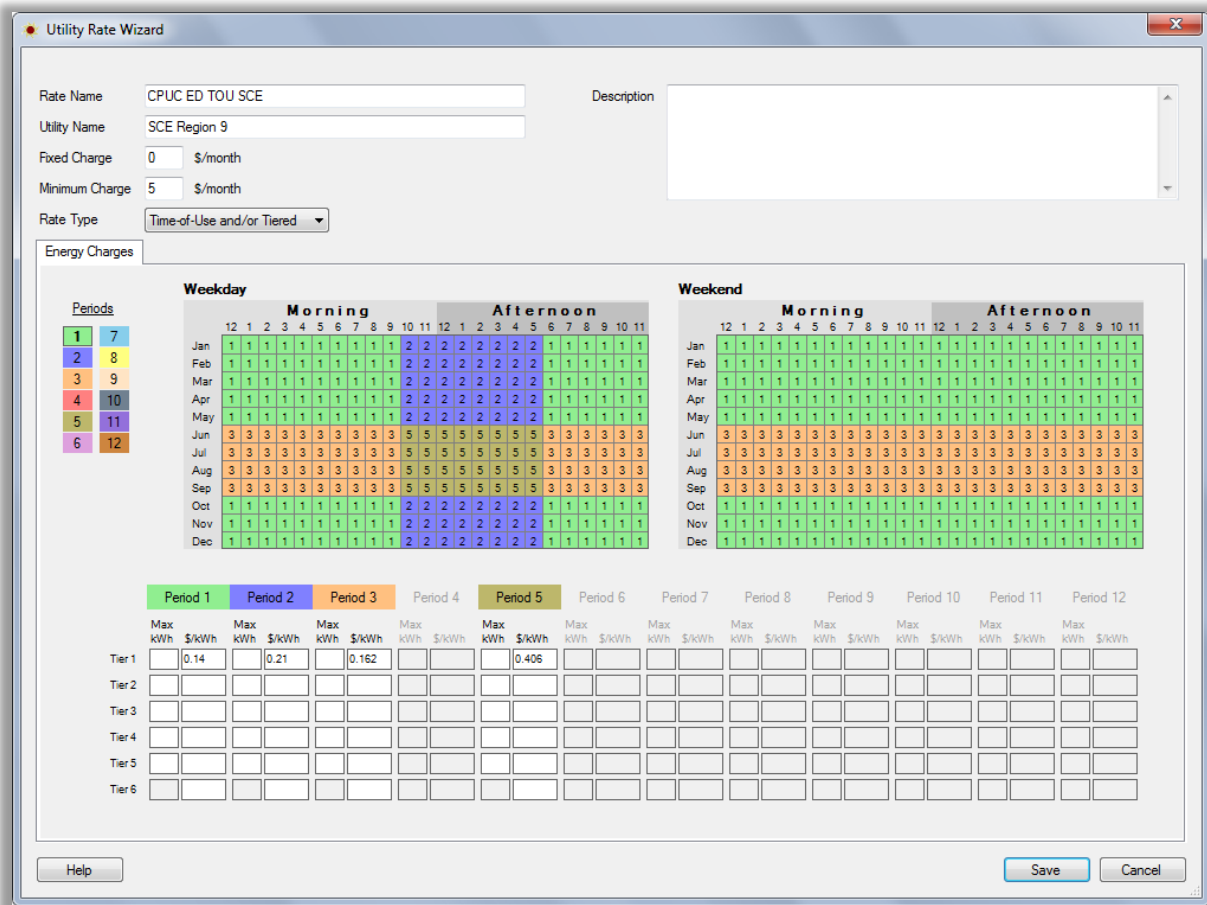 Utility Rate Wizard
X
Rate Name CPUC ED TOU SCE Description
Utility Name SCE Region 9
Fixed Charge 0 $/month
Minimum Charge 5 $/month
Rate Type Time-of-Use and/or Tiered
Energy Charges
Weekday Weekend
Periods
1 7
2 8
3 9
4 10
5 11
6 12
Morning Afternoon Morning Afternoon
12 1 2 3 4 5 6 7 8 9 10 11 12 1 2 3 4 5 6 7 8 9 10 11 12 1 2 3 4 5 6 7 8 9 10 11 12 1 2 3 4 5 6 7 8 9 10 11
Jan 1 1 1 1 1 1 1 1 1 1 2 2 2 2 2 2 2 2 1 1 1 1 1 1 Jan 1 1 1 1 1 1 1 1 1 1 1 1 1 1 1 1 1 1 1 1 1 1 1 1
Feb 1 1 1 1 1 1 1 1 1 1 2 2 2 2 2 2 2 2 1 1 1 1 1 1 Feb 1 1 1 1 1 1 1 1 1 1 1 1 1 1 1 1 1 1 1 1 1 1 1 1
Mar 1 1 1 1 1 1 1 1 1 1 2 2 2 2 2 2 2 2 1 1 1 1 1 1 Mar 1 1 1 1 1 1 1 1 1 1 1 1 1 1 1 1 1 1 1 1 1 1 1 1
Apr 1 1 1 1 1 1 1 1 1 1 2 2 2 2 2 2 2 2 1 1 1 1 1 1 Apr 1 1 1 1 1 1 1 1 1 1 1 1 1 1 1 1 1 1 1 1 1 1 1 1
May 1 1 1 1 1 1 1 1 1 1 2 2 2 2 2 2 2 2 1 1 1 1 1 1 May 1 1 1 1 1 1 1 1 1 1 1 1 1 1 1 1 1 1 1 1 1 1 1 1
Jun 3 3 3 3 3 3 3 3 3 3 5 5 5 5 5 5 5 5 3 3 3 3 3 3 Jun 3 3 3 3 3 3 3 3 3 3 3 3 3 3 3 3 3 3 3 3 3 3 3 3
Jul 3 3 3 3 3 3 3 3 3 3 5 5 5 5 5 5 5 5 3 3 3 3 3 3 Jul 3 3 3 3 3 3 3 3 3 3 3 3 3 3 3 3 3 3 3 3 3 3 3 3
Aug 3 3 3 3 3 3 3 3 3 3 5 5 5 5 5 5 5 5 3 3 3 3 3 3 Aug 3 3 3 3 3 3 3 3 3 3 3 3 3 3 3 3 3 3 3 3 3 3 3 3
Sep 3 3 3 3 3 3 3 3 3 3 5 5 5 5 5 5 5 5 3 3 3 3 3 3 Sep 3 3 3 3 3 3 3 3 3 3 3 3 3 3 3 3 3 3 3 3 3 3 3 3
Oct 1 1 1 1 1 1 1 1 1 1 2 2 2 2 2 2 2 2 1 1 1 1 1 1 Oct 1 1 1 1 1 1 1 1 1 1 1 1 1 1 1 1 1 1 1 1 1 1 1 1
Nov 1 1 1 1 1 1 1 1 1 1 2 2 2 2 2 2 2 2 1 1 1 1 1 1 Nov 1 1 1 1 1 1 1 1 1 1 1 1 1 1 1 1 1 1 1 1 1 1 1 1
Dec 1 1 1 1 1 1 1 1 1 1 2 2 2 2 2 2 2 2 1 1 1 1 1 1 Dec 1 1 1 1 1 1 1 1 1 1 1 1 1 1 1 1 1 1 1 1 1 1 1 1
Period 1 Period 2 Period 3 Period 4 Period 5 Period 6 Period 7 Period 8 Period 9 Period 10 Period 11 Period 12
Max Max Max Max Max Max Max Max Max Max Max Max
kWh $/kWh kWh $/kWh kWh $/kWh kWh $/kWh kWh $/kWh kWh $/kWh kWh $/kWh kWh $/kWh kWh $/kWh kWh $/kWh kWh $/kWh kWh $/kWh
Tier 1 0.14 0.21 0.162 0.406
Tier 2
Tier 3
Tier 4
Tier 5
Tier 6
Help Save Cancel